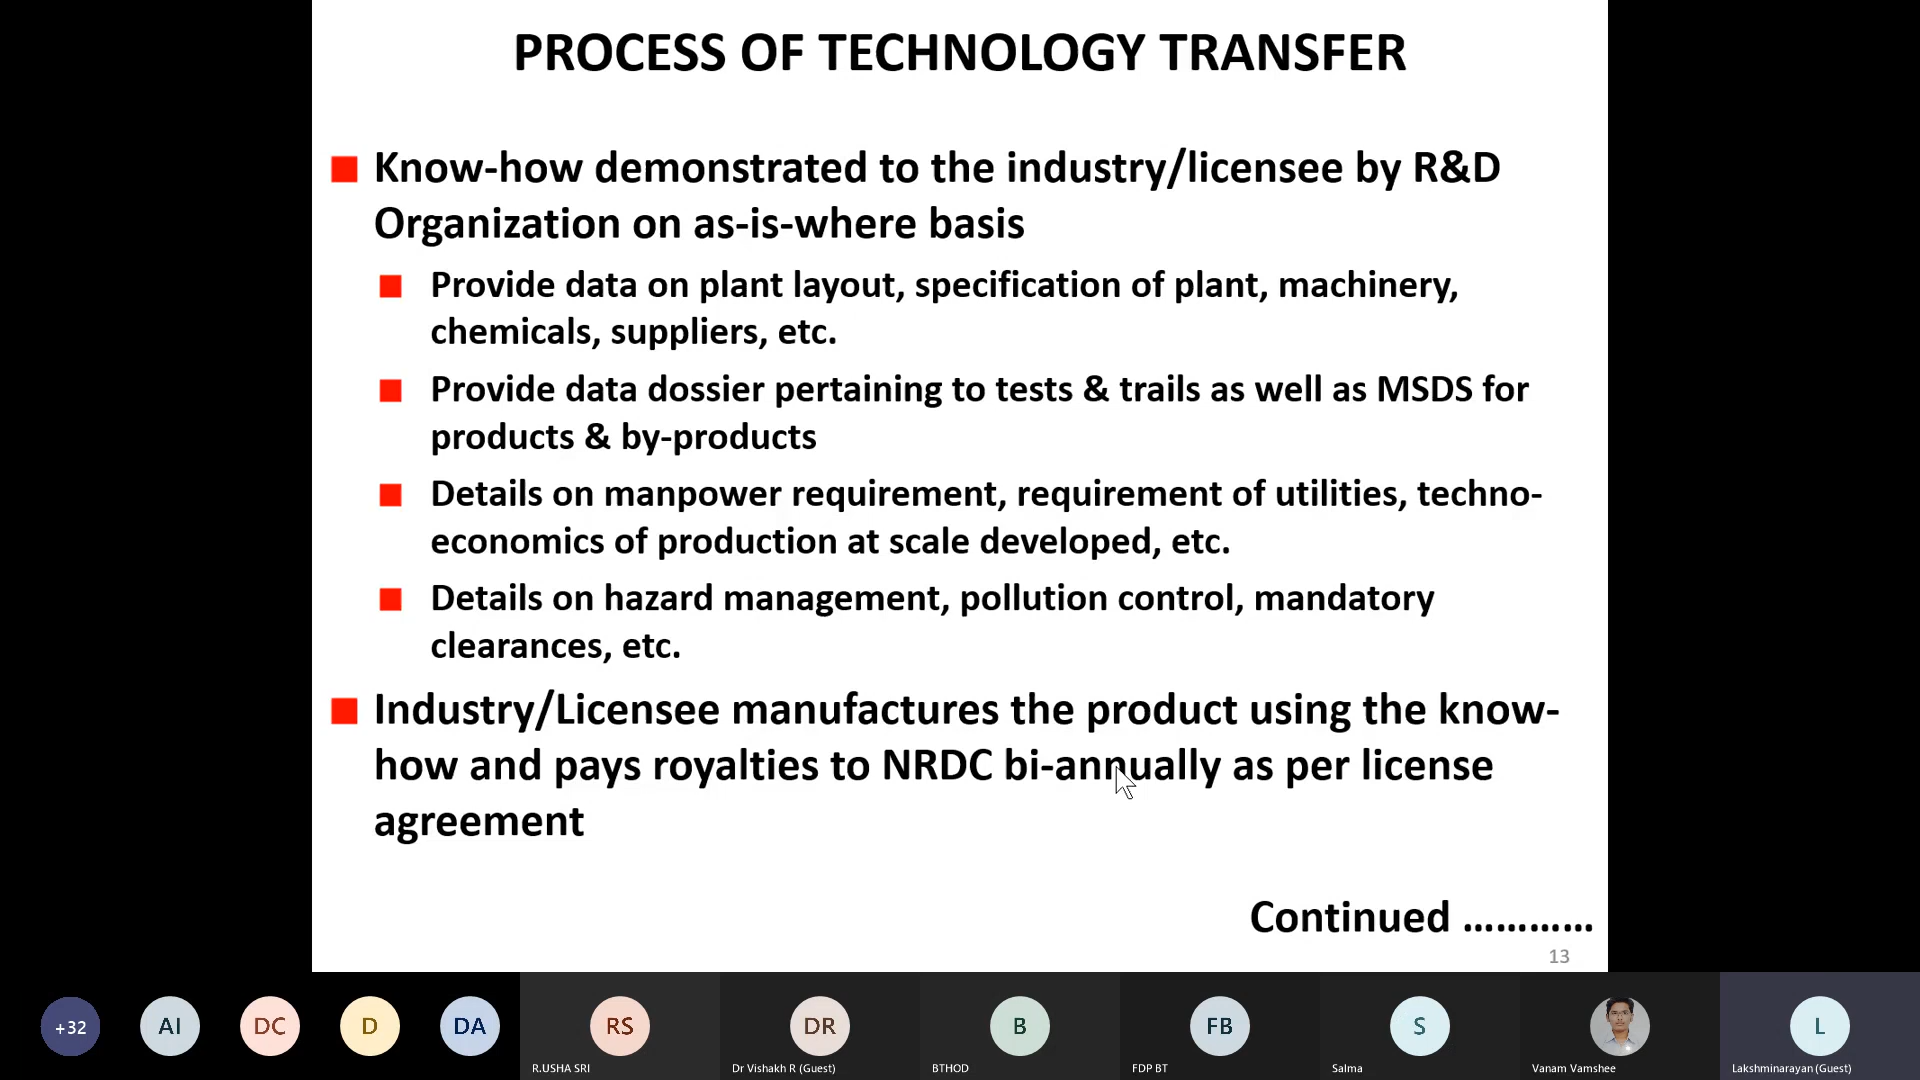 PROCESS OF TECHNOLOGY TRANSFER
Know-how demonstrated to the industry/licensee by R&D
Organization on as-is-where basis
Provide data on plant layout, specification of plant, machinery,
chemicals, suppliers, etc.
Provide data dossier pertaining to tests & trails as well as MSDS for
products & by-products
Details on manpower requirement, requirement of utilities, techno-
economics of production at scale developed, etc.
Details on hazard management, pollution control, mandatory
clearances, etc.
Industry/Licensee manufactures the product using the know-
how and pays royalties to NRDC bi-annually as per license
agreement
Continued ............
13
+32 AI DC D DA RS DR B FB S L
R.USHA SRI Dr Vishakh R (Guest) BTHOD FDP BT Salma Vanam Vamshee Lakshminarayan (Guest)